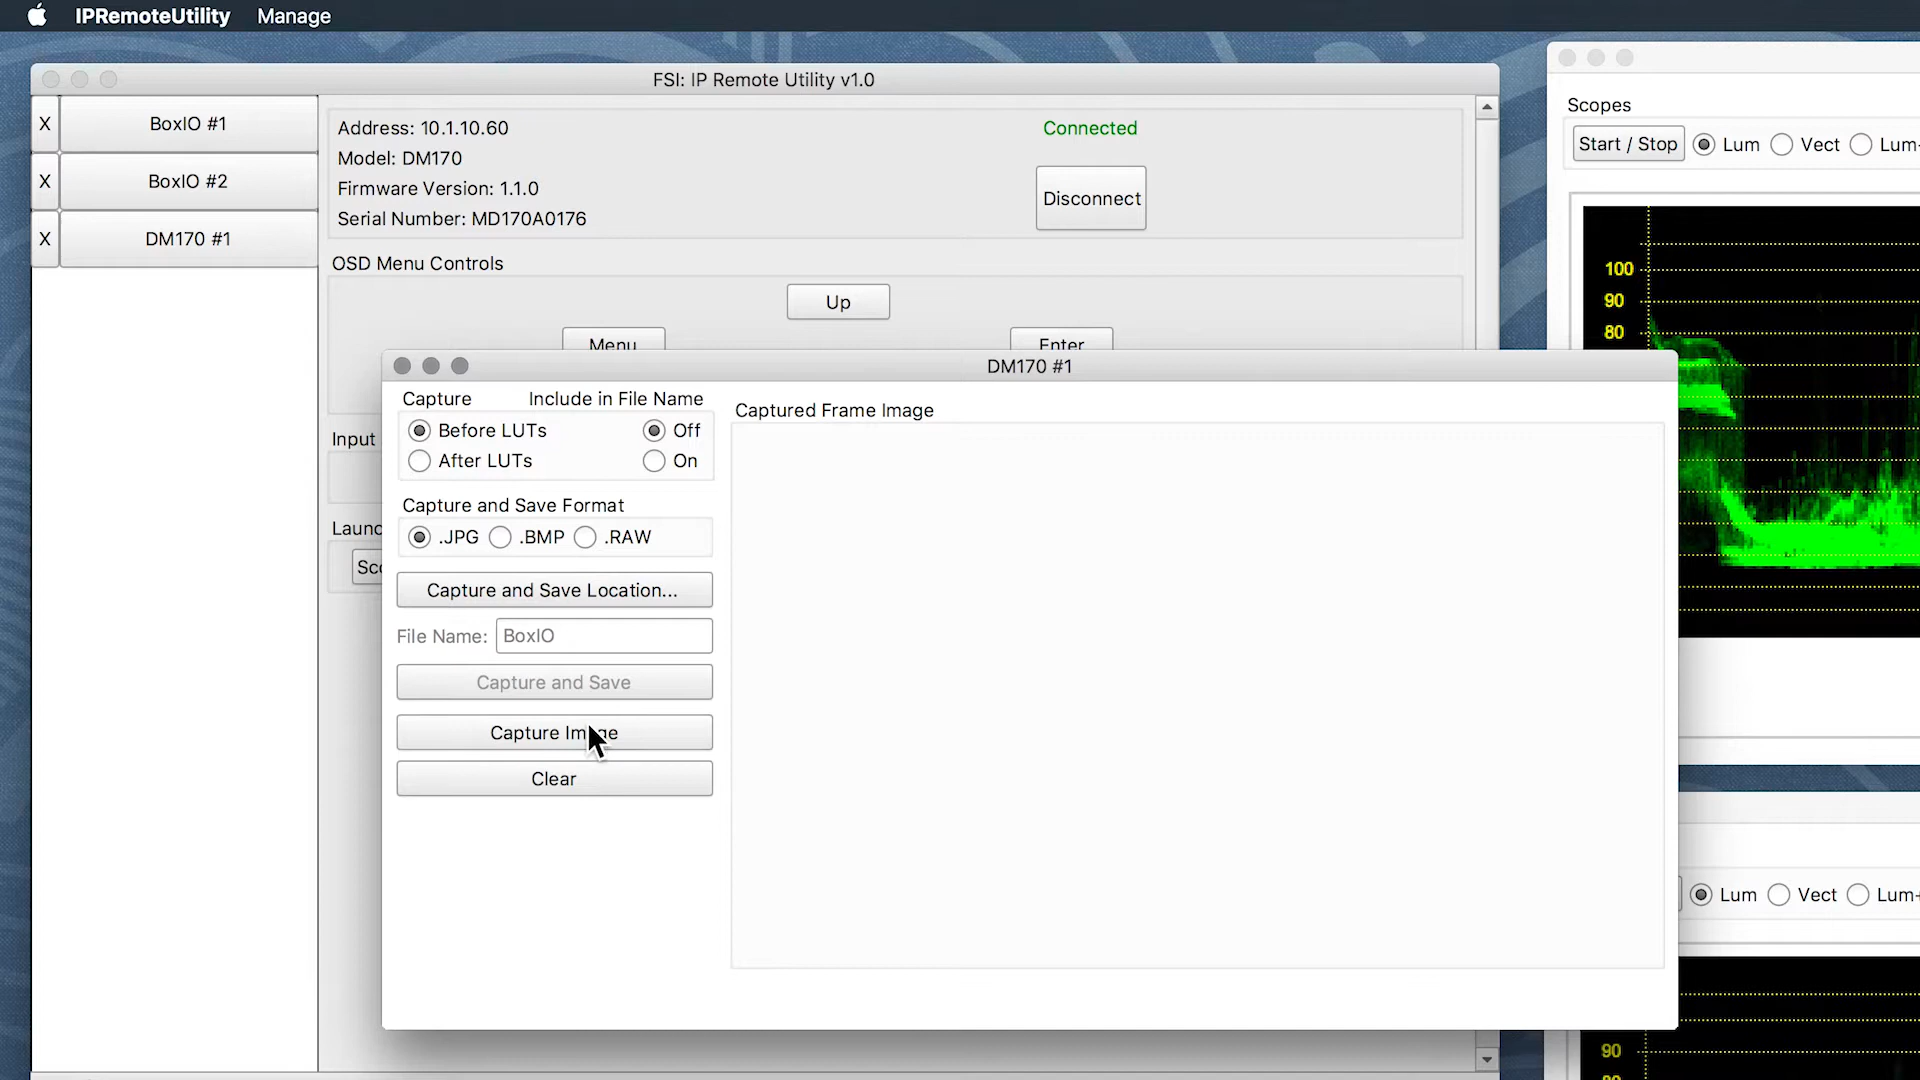 IPRemoteUtility Manage
FSI: IP Remote Utility v1.0
X BoxIO #1
X BoxIO #2
X DM170 #1
Address: 10.1.10.60
Model: DM170
Firmware Version: 1.1.0
Serial Number: MD170A0176
Connected
Disconnect
OSD Menu Controls
Up
Menu
Enter
Input
Launc
Sc
DM170 #1
Capture Include in File Name
Before LUTs Off
After LUTs On
Capture and Save Format
.JPG .BMP .RAW
Capture and Save Location...
File Name: BoxIO
Capture and Save
Capture Image
Clear
Captured Frame Image
Scopes
Start / Stop Lum Vect Lum+
100
90
80
Lum Vect Lum+
90